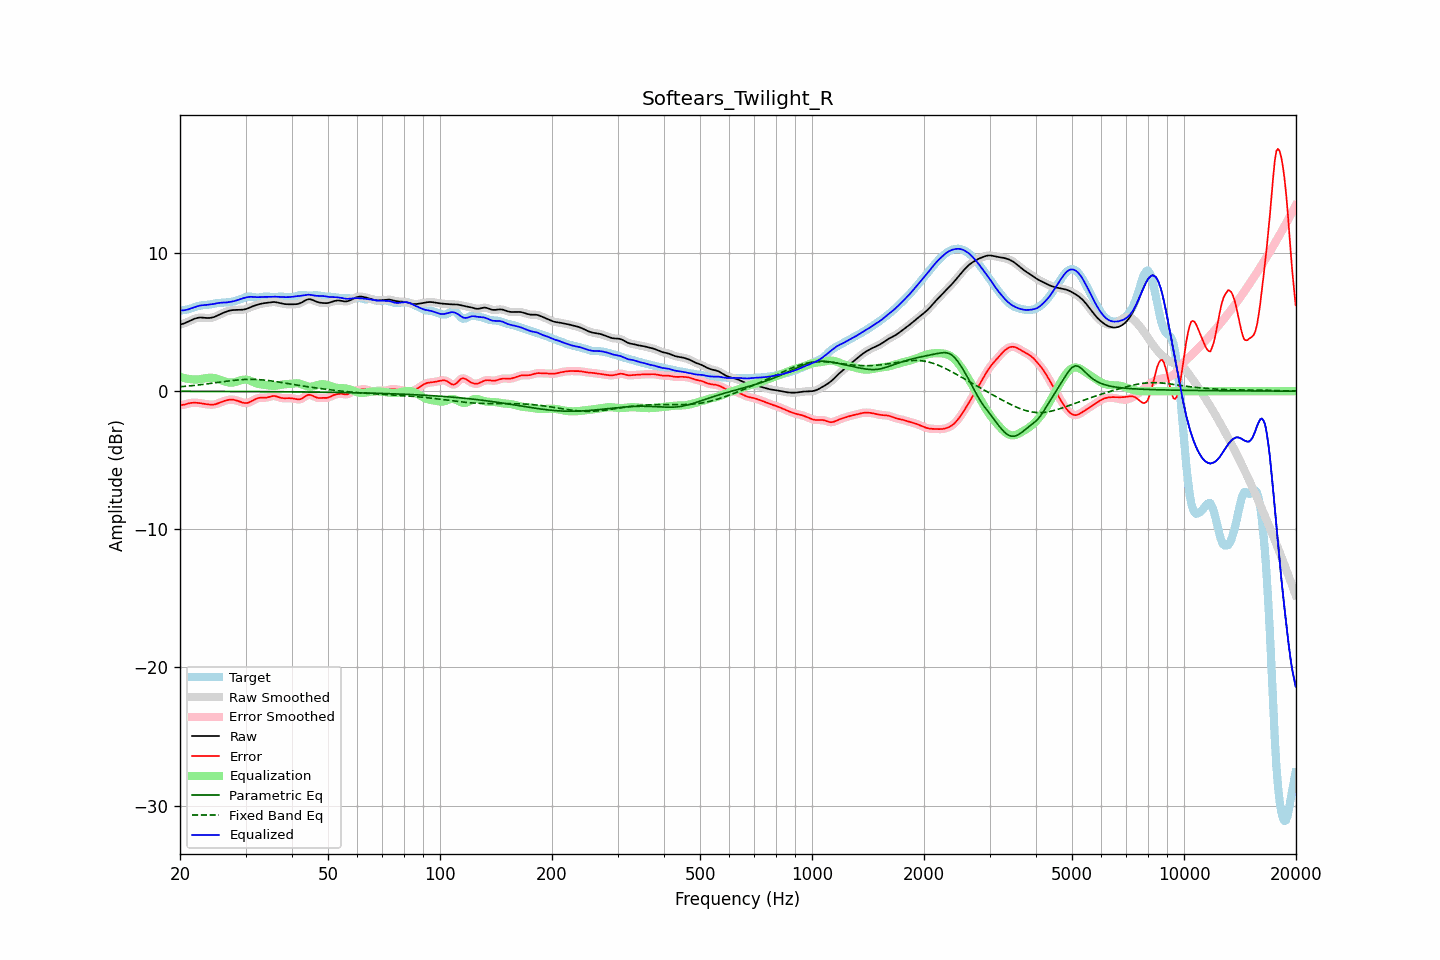 Softears_Twilight_R
Amplitude (dBr)
10
0
−10
−20
−30
Target
Raw Smoothed
Error Smoothed
Raw
Error
Equalization
Parametric Eq
Fixed Band Eq
Equalized
20 50 100 200 500 1000 2000 5000 10000 20000
Frequency (Hz)